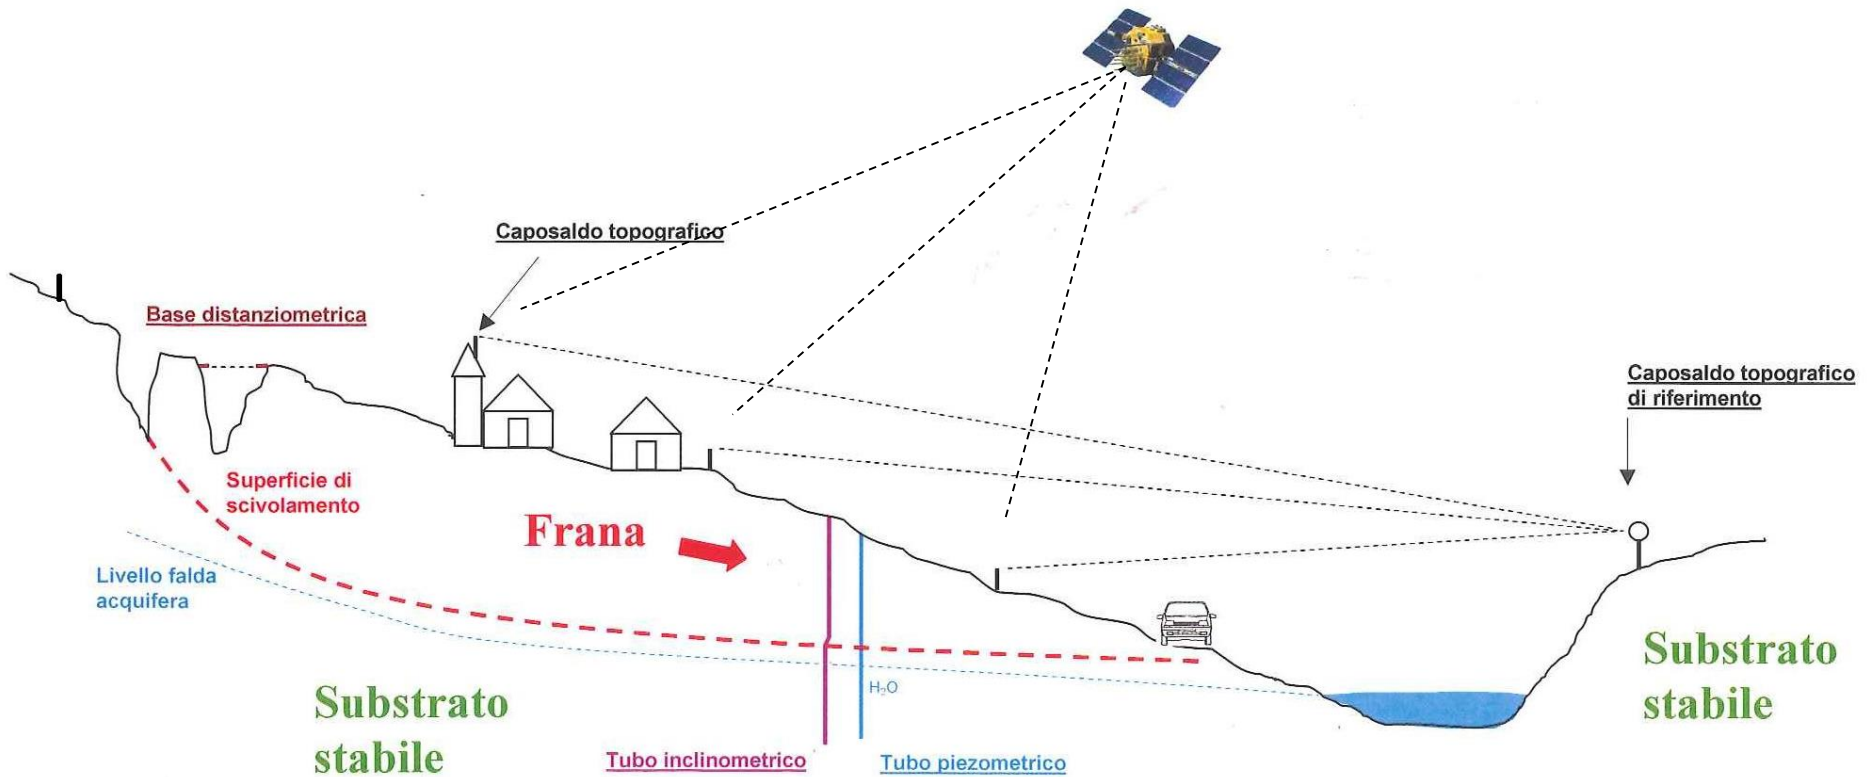 Caposaldo topografico
Base distanziometrica
Caposaldo topografico
di riferimento
Superficie di
scivolamento
Frana
Livello falda
acquifera
Substrato
stabile
H₂O
Substrato
stabile
Tubo inclinometrico
Tubo piezometrico